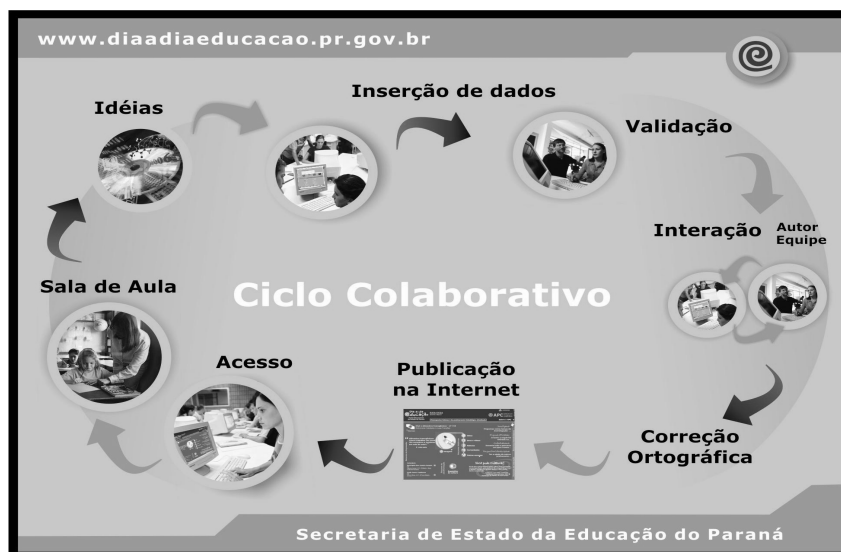 www.diaadiaeducacao.pr.gov.br
Idéias
Inserção de dados
Validação
Interação
Autor
Equipe
Sala de Aula
Ciclo Colaborativo
Acesso
Publicação
na Internet
Correção
Ortográfica
Secretaria de Estado da Educação do Paraná